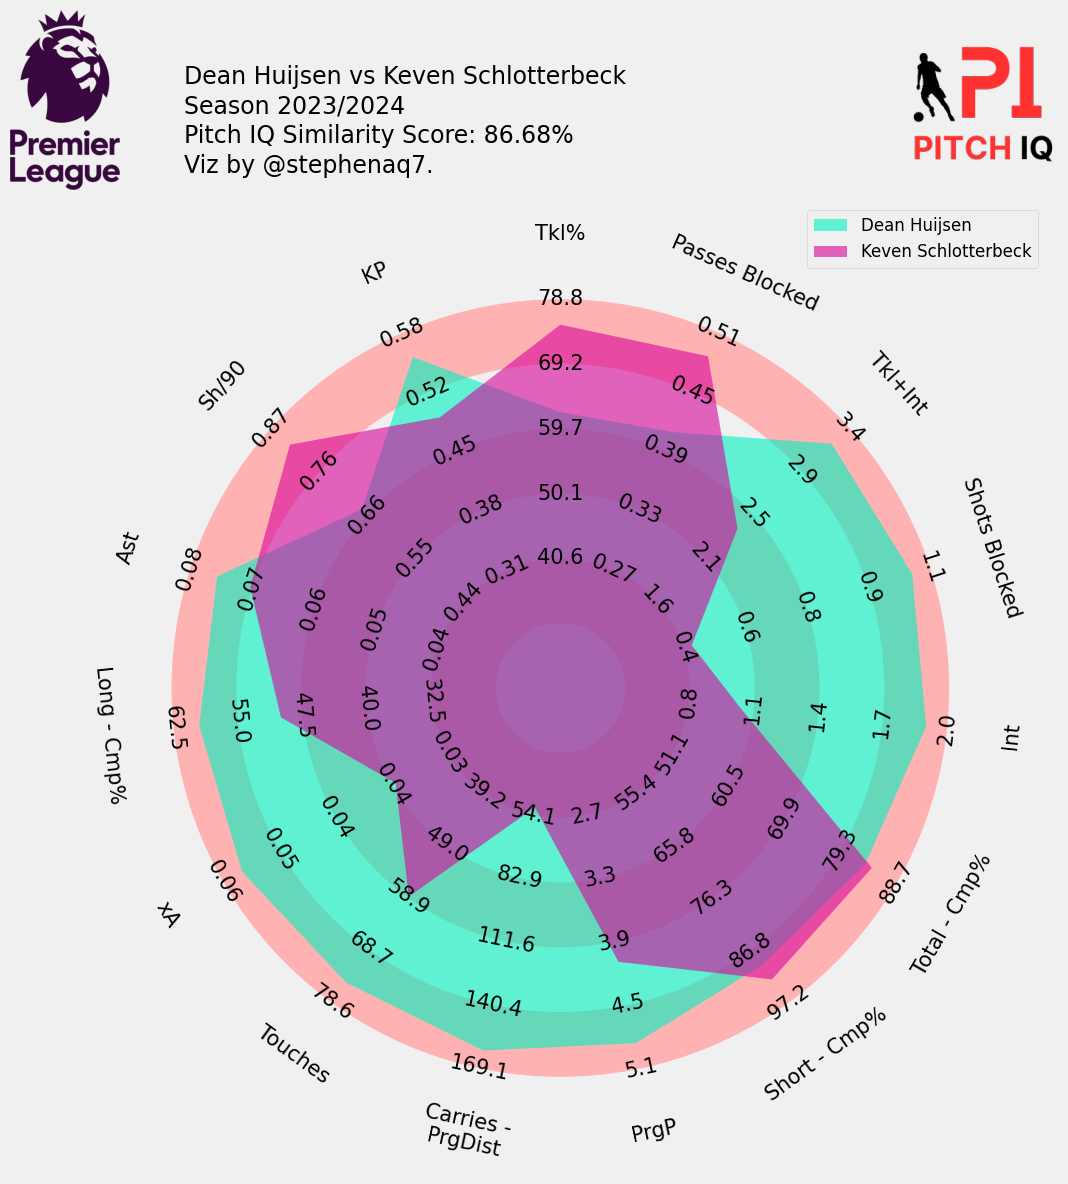 Premier
League
Dean Huijsen vs Keven Schlotterbeck
Season 2023/2024
Pitch IQ Similarity Score: 86.68%
Viz by @stephenaq7.
PI
PITCH IQ
Dean Huijsen
Keven Schlotterbeck
Tkl%
40.6
50.1
59.7
69.2
78.8
Passes Blocked
0.27
0.33
0.39
0.45
0.51
Tkl+Int
1.6
2.1
2.5
2.9
3.4
Shots Blocked
0.4
0.6
0.8
0.9
1.1
Int
0.8
1.1
1.4
1.7
2.0
Total - Cmp%
51.1
60.5
69.9
79.3
88.7
Short - Cmp%
55.4
65.8
76.3
86.8
97.2
PrgP
2.7
3.3
3.9
4.5
5.1
Carries -
PrgDist
54.1
82.9
111.6
140.4
169.1
Touches
39.2
49.0
58.9
68.7
78.6
xA
0.03
0.04
0.04
0.05
0.06
Long - Cmp%
32.5
40.0
47.5
55.0
62.5
Ast
0.04
0.05
0.06
0.07
0.08
Sh/90
0.44
0.55
0.66
0.76
0.87
KP
0.31
0.38
0.45
0.52
0.58